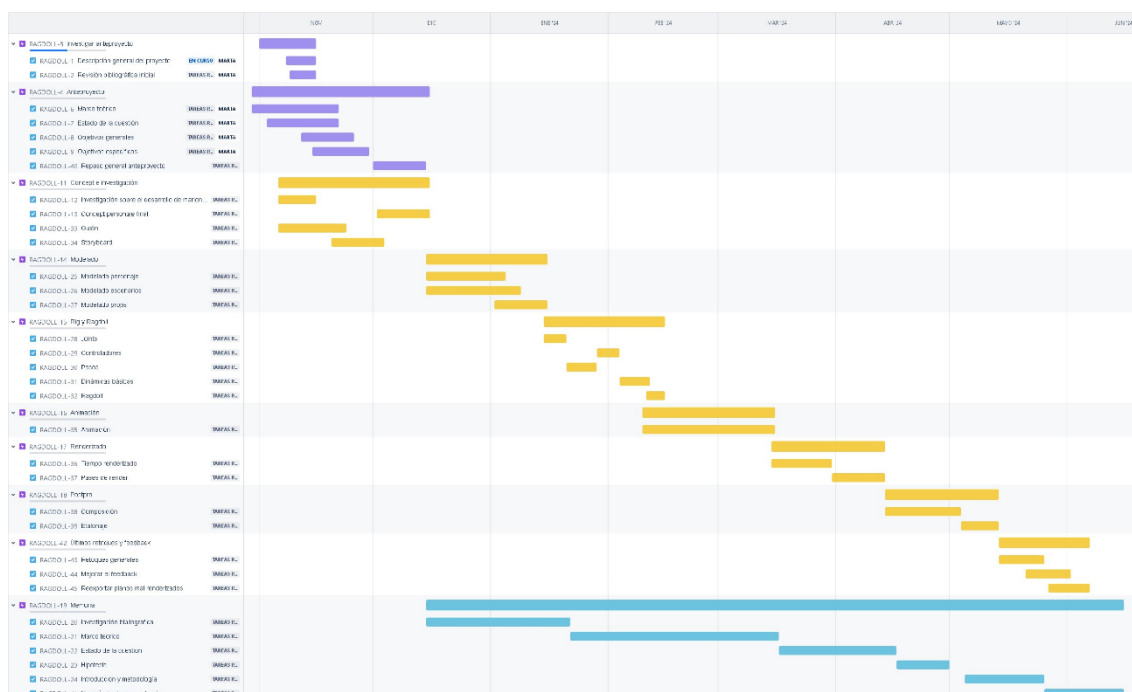 NOV DIC ENE '24 FEB '24 MAR '24 ABR '24 MAYO '24 JUN '24
RAGDOLL-5 Investigar anteproyecto
RAGDOLL-1 Descripción general del proyecto EN CURSO MARTA
RAGDOLL-2 Revisión bibliográfica inicial TAREAS R... MARTA
RAGDOLL-4 Anteproyecto
RAGDOLL-6 Marco teórico TAREAS R... MARTA
RAGDOLL-7 Estado de la cuestión TAREAS R... MARTA
RAGDOLL-8 Objetivos generales TAREAS R... MARTA
RAGDOLL-9 Objetivos específicos TAREAS R... MARTA
RAGDOLL-40 Repaso general anteproyecto TAREAS R...
RAGDOLL-11 Concept e investigación
RAGDOLL-12 Investigación sobre el desarrollo de marion... TAREAS R...
RAGDOLL-13 Concept personaje final TAREAS R...
RAGDOLL-33 Guión TAREAS R...
RAGDOLL-34 Storyboard TAREAS R...
RAGDOLL-14 Modelado
RAGDOLL-25 Modelado personaje TAREAS R...
RAGDOLL-26 Modelado escenarios TAREAS R...
RAGDOLL-27 Modelado props TAREAS R...
RAGDOLL-15 Rig y Ragdoll
RAGDOLL-28 Joints TAREAS R...
RAGDOLL-29 Controladores TAREAS R...
RAGDOLL-30 Pesos TAREAS R...
RAGDOLL-31 Dinámicas básicas TAREAS R...
RAGDOLL-32 Ragdoll TAREAS R...
RAGDOLL-16 Animación
RAGDOLL-35 Animación TAREAS R...
RAGDOLL-17 Renderizado
RAGDOLL-36 Tiempo renderizado TAREAS R...
RAGDOLL-37 Pases de render TAREAS R...
RAGDOLL-18 Postpro
RAGDOLL-38 Composición TAREAS R...
RAGDOLL-39 Etalonaje TAREAS R...
RAGDOLL-42 Últimos retoques y feedback
RAGDOLL-43 Retoques generales TAREAS R...
RAGDOLL-44 Mejorar el feedback TAREAS R...
RAGDOLL-45 Reexportar planos mal renderizados TAREAS R...
RAGDOLL-19 Memoria
RAGDOLL-20 Investigación bibliográfica TAREAS R...
RAGDOLL-21 Marco teórico TAREAS R...
RAGDOLL-22 Estado de la cuestión TAREAS R...
RAGDOLL-23 Hipótesis TAREAS R...
RAGDOLL-24 Introducción y metodología TAREAS R...